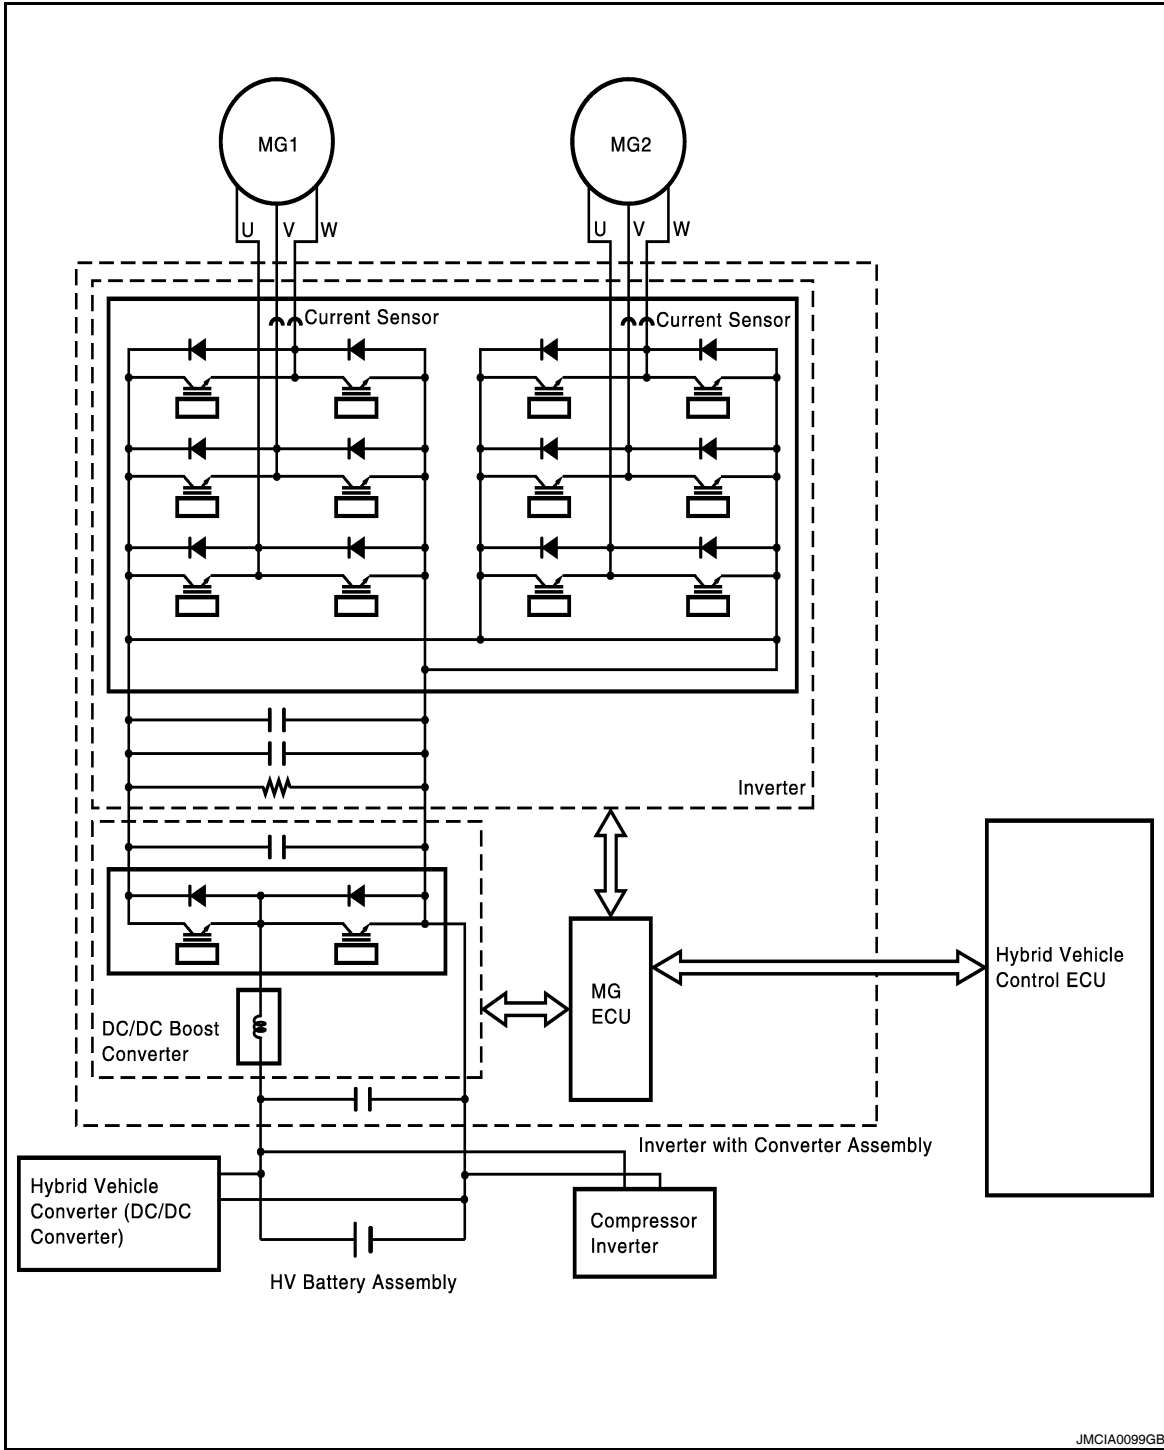 MG1
MG2
U V W
U V W
Current Sensor
Current Sensor
Inverter
MG
ECU
Hybrid Vehicle
Control ECU
DC/DC Boost
Converter
Inverter with Converter Assembly
Hybrid Vehicle
Converter (DC/DC
Converter)
Compressor
Inverter
HV Battery Assembly
JMCIA0099GB